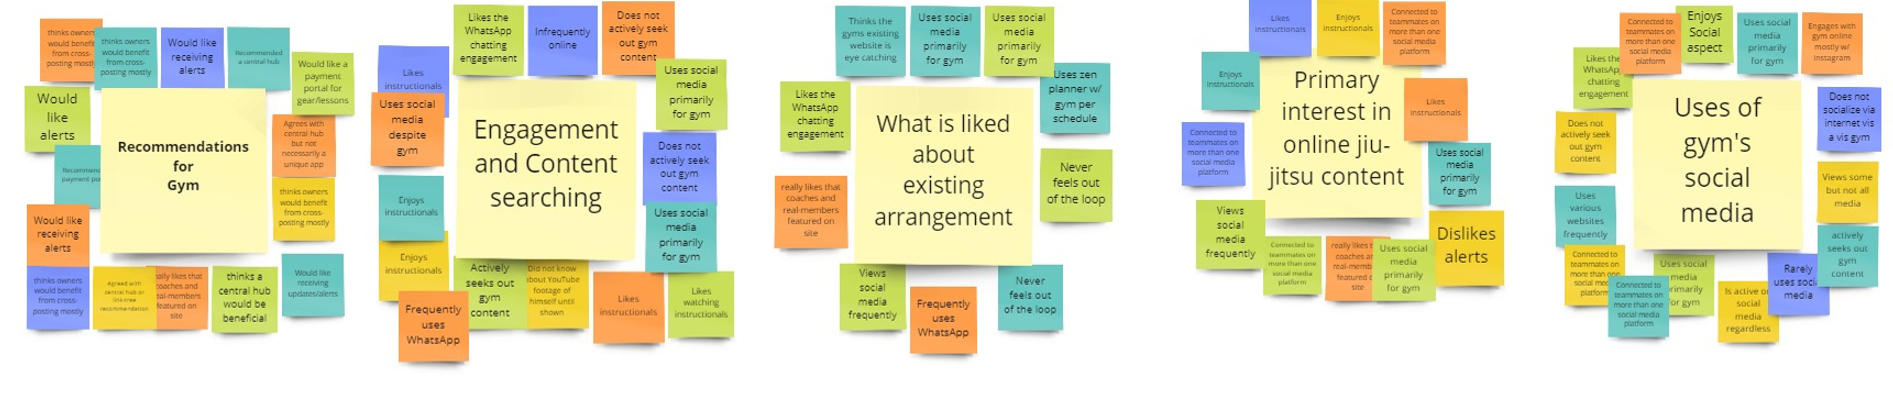 thinks owners
would benefit
from cross-
posting mostly
thinks owners
would benefit
from cross-
posting mostly
Would like
receiving
alerts
Recommended
a central hub
Would like a
payment
portal for
gear/lessons
Would
like
alerts
Agrees with
central hub
but not
necessarily a
unique app
payment
Recommendations
for
Gym
thinks owners
would benefit
from cross-
posting mostly
Would like
receiving
alerts
thinks owners
would benefit
from cross-
posting mostly
Agreed with
central hub or
link tree
recommendation
really likes that
coaches and
real-members
featured on
site
thinks a
central hub
would be
beneficial
Would like
receiving
updates/alerts
Likes the
WhatsApp
chatting
engagement
Infrequently
online
Does not
actively seek
out gym
content
Likes
instructionals
Uses social
media
primarily
for gym
Uses social
media
despite
gym
Engagement
and Content
searching
Does not
actively seek
out gym
content
Enjoys
instructionals
Uses social
media
primarily
for gym
Enjoys
instructionals
Actively
seeks out
gym
content
Did not know
about YouTube
footage of
himself until
shown
Frequently
uses
WhatsApp
Likes
instructionals
Likes
watching
instructionals
Thinks the
gyms existing
website is
eye catching
Uses social
media
primarily
for gym
Uses social
media
primarily
for gym
Uses zen
planner w/
gym per
schedule
Likes the
WhatsApp
chatting
engagement
What is liked
about
existing
arrangement
Never
feels out
of the loop
really likes that
coaches and
real-members
featured on
site
Views
social
media
frequently
Frequently
uses
WhatsApp
Never
feels out
of the loop
Likes
instructionals
Enjoys
instructionals
Connected to
teammates on
more than one
social media
platform
Enjoys
instructionals
Primary
interest in
online jiu-
jitsu content
Likes
instructionals
Connected to
teammates on
more than one
social media
platform
Uses social
media
primarily
for gym
Views
social
media
frequently
Connected to
teammates on
more than one
social media
platform
really likes
coaches
real-memb
featured
site
Uses social
media
primarily
for gym
Dislikes
alerts
Connected to
teammates on
more than one
social media
platform
Enjoys
Social
aspect
Uses social
media
primarily
for gym
Engages with
gym online
mostly w/
instagram
Likes the
WhatsApp
chatting
engagement
Uses of
gym's
social
media
Does not
socialize via
internet vis
a vis gym
Does not
actively seek
out gym
content
Views some
but not all
media
Uses
various
websites
frequently
actively
seeks out
gym
content
Connected to
teammates on
more than one
social media
platform
Connected to
teammates on
more than one
social media
platform
Uses social
media
primarily
for gym
Is active on
social
media
regardless
Rarely
uses social
media